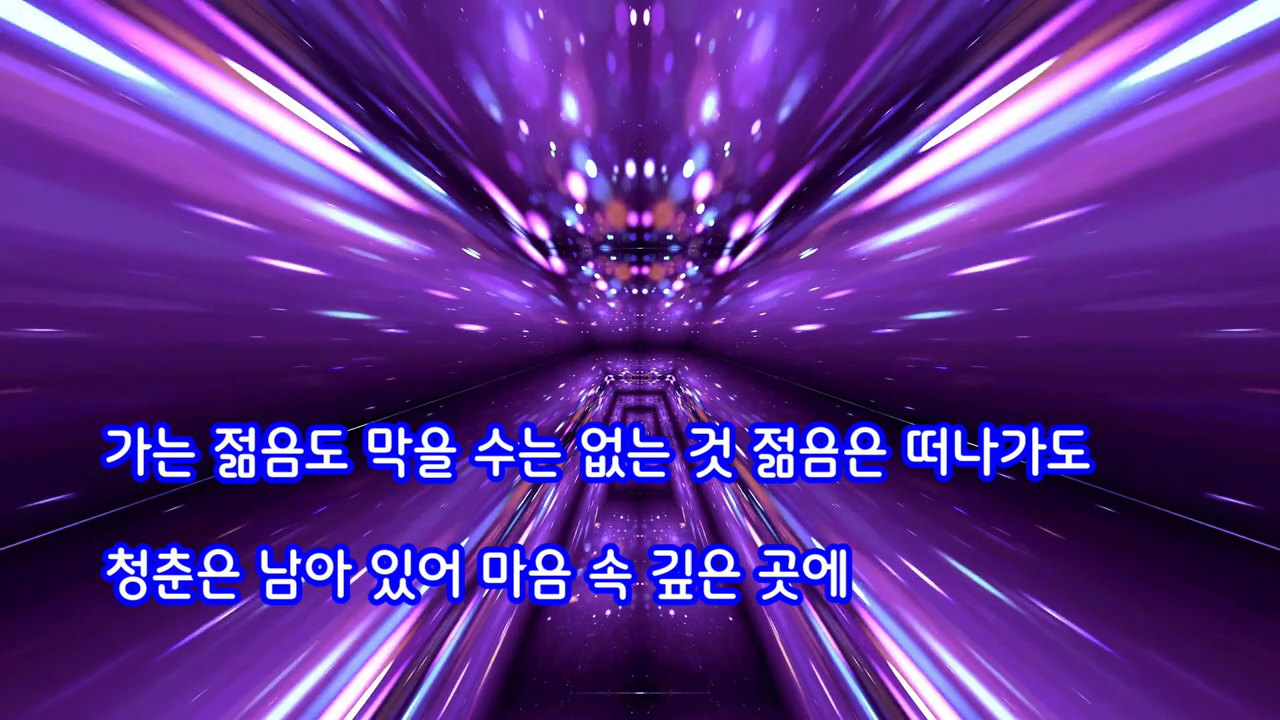 가는 젊음도 막을 수는 없는 것 젊음은 떠나가도
청춘은 남아 있어 마음 속 깊은 곳에